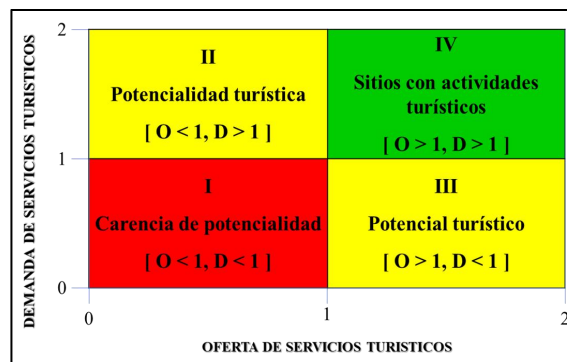 DEMANDA DE SERVICIOS TURISTICOS
2
1
0
II
Potencialidad turística
[ O < 1, D > 1 ]
IV
Sitios con actividades
turísticos
[ O > 1, D > 1 ]
I
Carencia de potencialidad
[ O < 1, D < 1 ]
III
Potencial turístico
[ O > 1, D < 1 ]
0
1
2
OFERTA DE SERVICIOS TURISTICOS